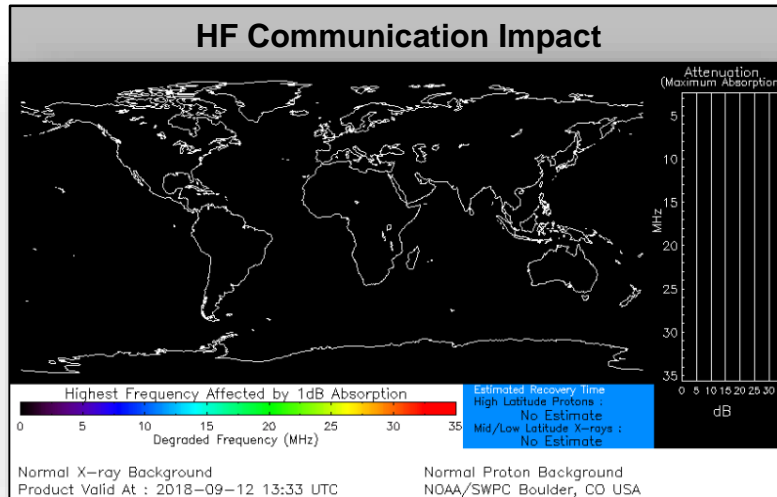 HF Communication Impact
Attenuation
(Maximum Absorption
5
10
15
20
25
30
35
MHz
0 5 10 15 20 25 30
dB
Highest Frequency Affected by 1dB Absorption
0 5 10 15 20 25 30 35
Degraded Frequency (MHz)
Estimated Recovery Time
High Latitude Protons :
No Estimate
Mid/Low Latitude X-rays :
No Estimate
Normal X-ray Background
Product Valid At : 2018-09-12 13:33 UTC
Normal Proton Background
NOAA/SWPC Boulder, CO USA